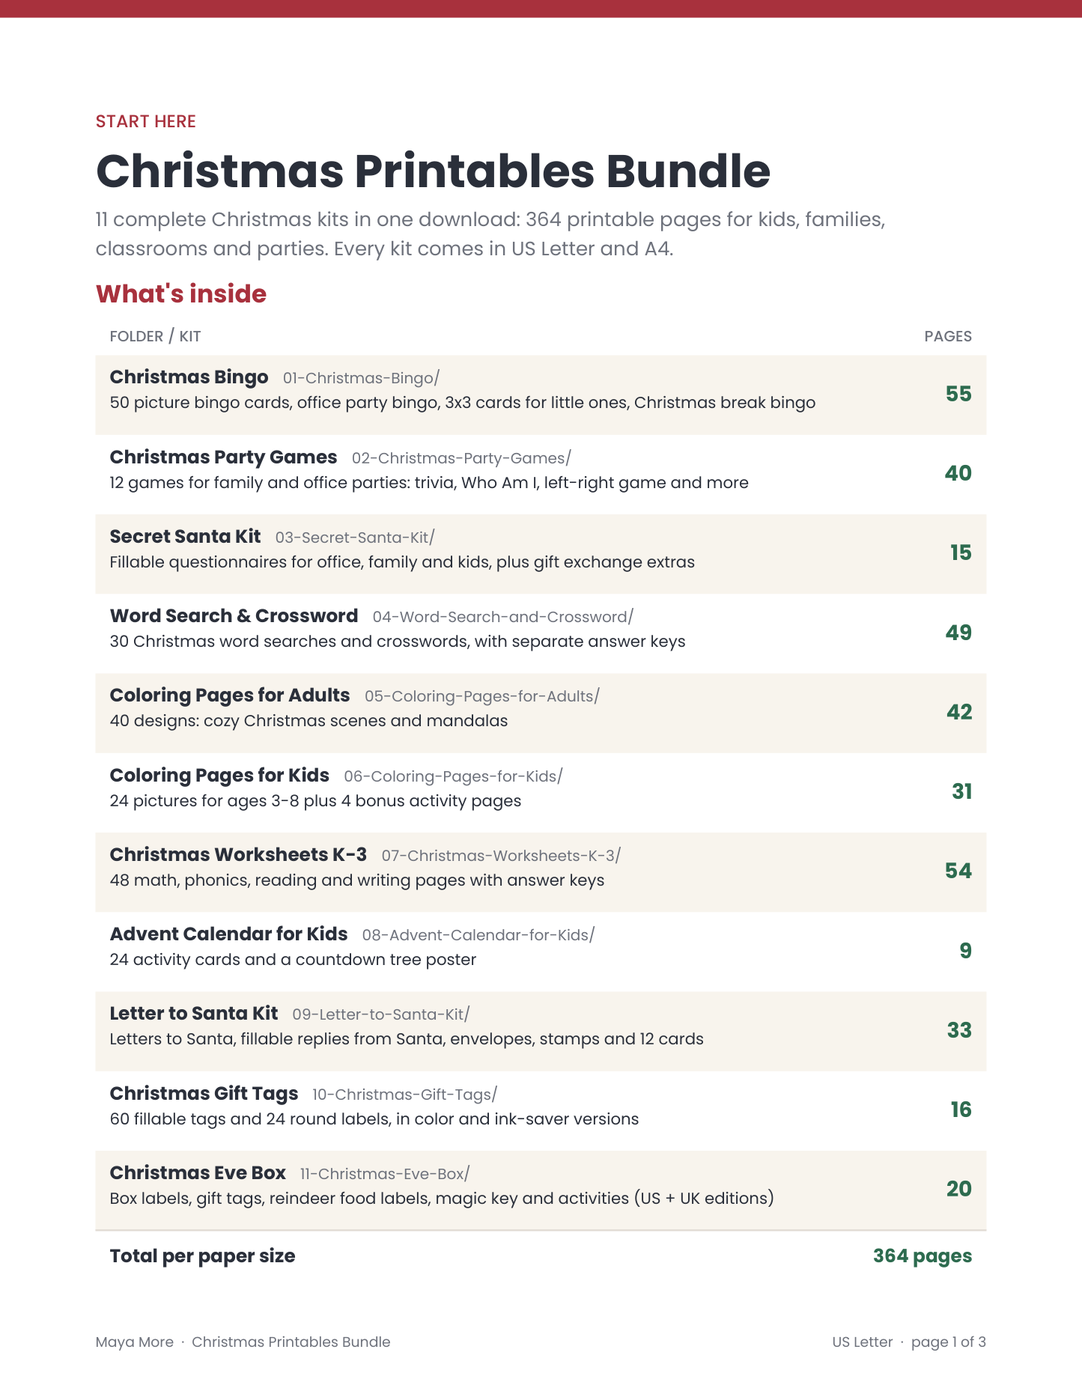 START HERE
Christmas Printables Bundle
11 complete Christmas kits in one download: 364 printable pages for kids, families,
classrooms and parties. Every kit comes in US Letter and A4.
What's inside
FOLDER / KIT PAGES
Christmas Bingo 01-Christmas-Bingo/
50 picture bingo cards, office party bingo, 3x3 cards for little ones, Christmas break bingo
55
Christmas Party Games 02-Christmas-Party-Games/
12 games for family and office parties: trivia, Who Am I, left-right game and more
40
Secret Santa Kit 03-Secret-Santa-Kit/
Fillable questionnaires for office, family and kids, plus gift exchange extras
15
Word Search & Crossword 04-Word-Search-and-Crossword/
30 Christmas word searches and crosswords, with separate answer keys
49
Coloring Pages for Adults 05-Coloring-Pages-for-Adults/
40 designs: cozy Christmas scenes and mandalas
42
Coloring Pages for Kids 06-Coloring-Pages-for-Kids/
24 pictures for ages 3-8 plus 4 bonus activity pages
31
Christmas Worksheets K-3 07-Christmas-Worksheets-K-3/
48 math, phonics, reading and writing pages with answer keys
54
Advent Calendar for Kids 08-Advent-Calendar-for-Kids/
24 activity cards and a countdown tree poster
9
Letter to Santa Kit 09-Letter-to-Santa-Kit/
Letters to Santa, fillable replies from Santa, envelopes, stamps and 12 cards
33
Christmas Gift Tags 10-Christmas-Gift-Tags/
60 fillable tags and 24 round labels, in color and ink-saver versions
16
Christmas Eve Box 11-Christmas-Eve-Box/
Box labels, gift tags, reindeer food labels, magic key and activities (US + UK editions)
20
Total per paper size 364 pages
Maya More · Christmas Printables Bundle US Letter · page 1 of 3